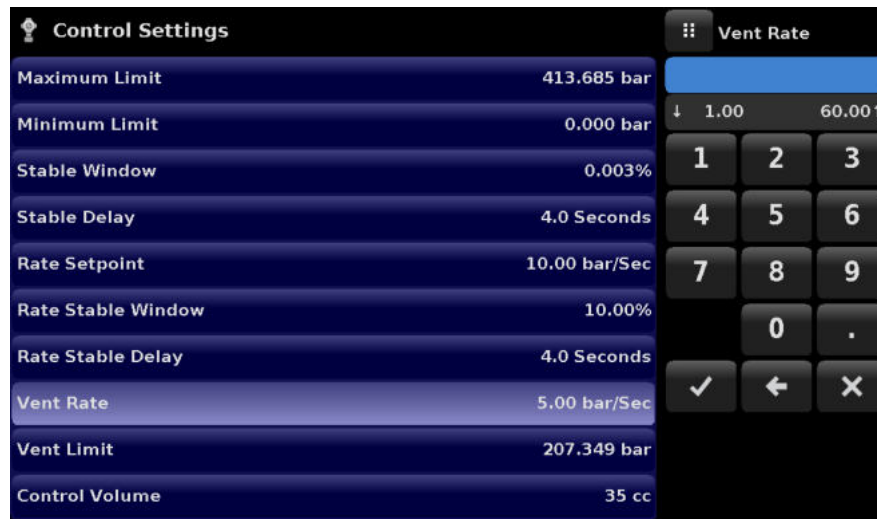 Control Settings
Maximum Limit 413.685 bar
Minimum Limit 0.000 bar
Stable Window 0.003%
Stable Delay 4.0 Seconds
Rate Setpoint 10.00 bar/Sec
Rate Stable Window 10.00%
Rate Stable Delay 4.0 Seconds
Vent Rate 5.00 bar/Sec
Vent Limit 207.349 bar
Control Volume 35 cc
Vent Rate
↓ 1.00 60.00↑
1 2 3
4 5 6
7 8 9
0 .